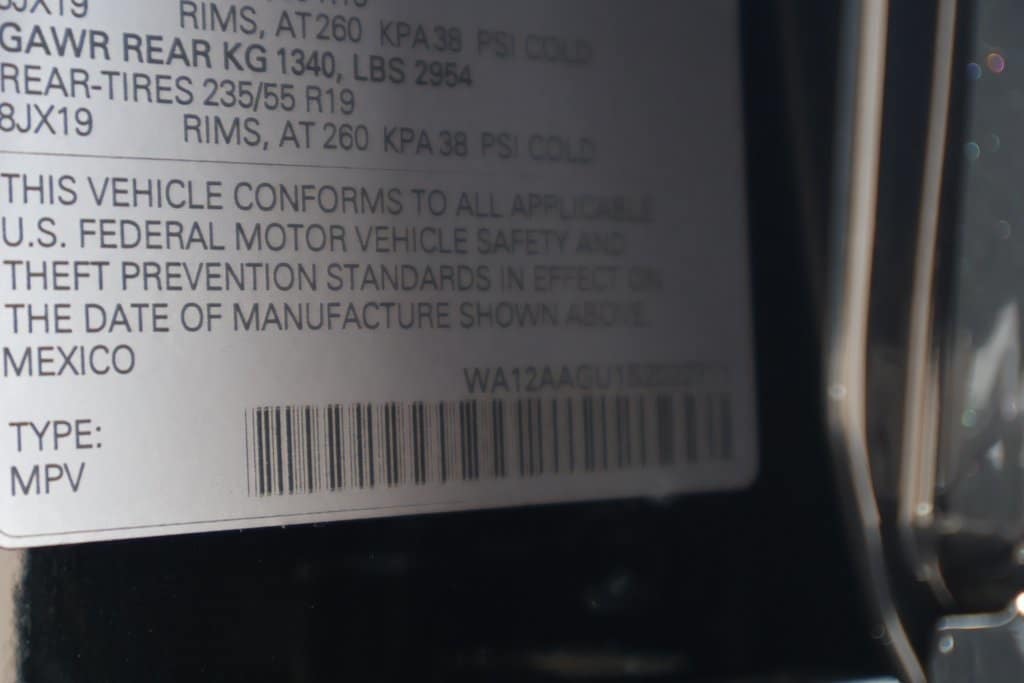 8JX19 RIMS, AT 260 KPA 38 PSI COLD
GAWR REAR KG 1340, LBS 2954
REAR-TIRES 235/55 R19
8JX19 RIMS, AT 260 KPA 38 PSI COLD
THIS VEHICLE CONFORMS TO ALL APPLICABLE
U.S. FEDERAL MOTOR VEHICLE SAFETY AND
THEFT PREVENTION STANDARDS IN EFFECT ON
THE DATE OF MANUFACTURE SHOWN ABOVE.
MEXICO
TYPE:
MPV